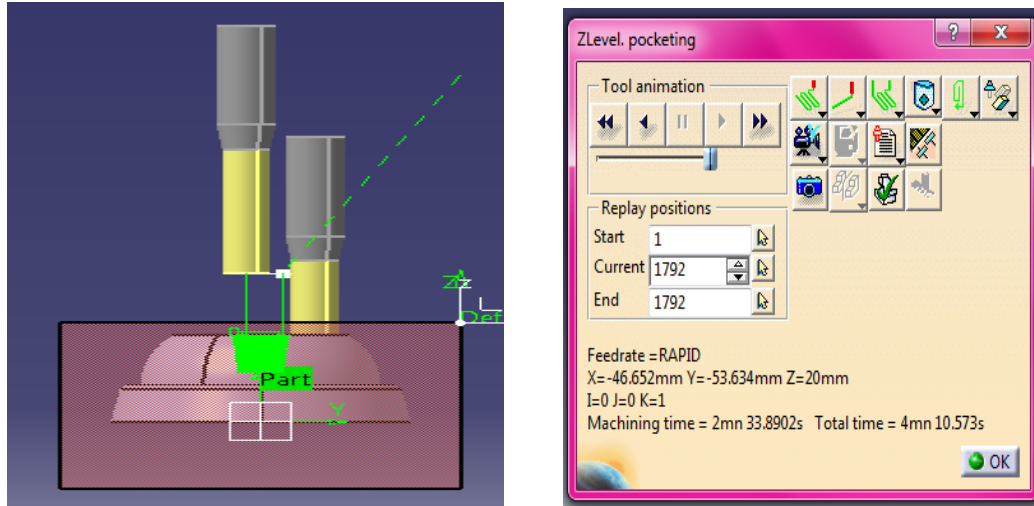 Z
Def
Part
Y
ZLevel. pocketing
Tool animation
Replay positions
Start 1
Current 1792
End 1792
Feedrate =RAPID
X=-46.652mm Y=-53.634mm Z=20mm
I=0 J=0 K=1
Machining time = 2mn 33.8902s Total time = 4mn 10.573s
OK